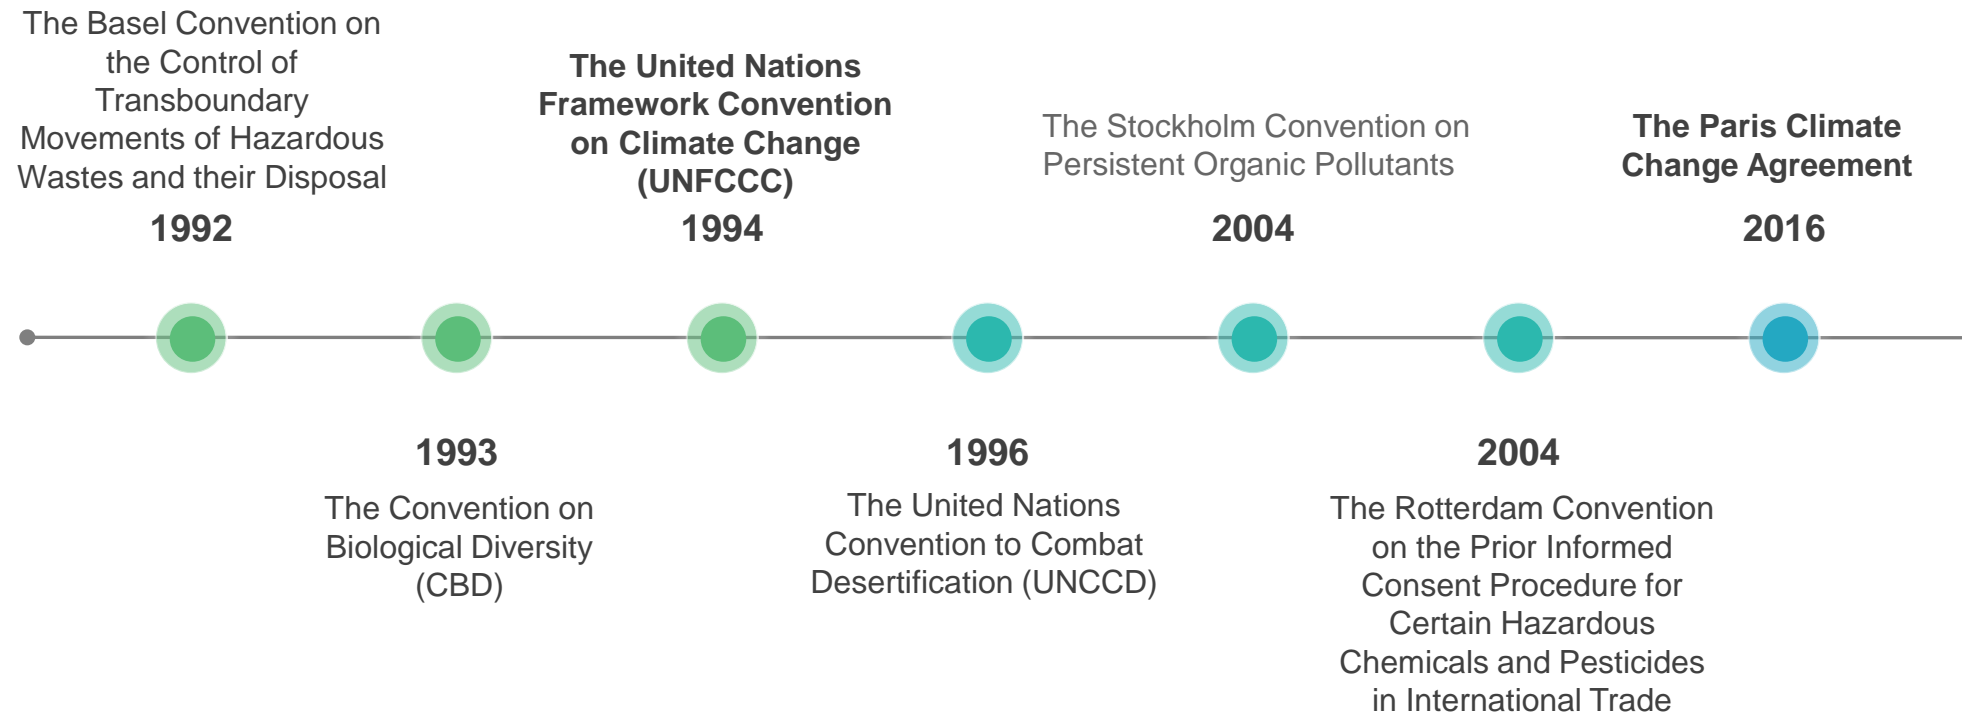 The Basel Convention on
the Control of
Transboundary
Movements of Hazardous
Wastes and their Disposal
1992
1993
The Convention on
Biological Diversity
(CBD)
The United Nations
Framework Convention
on Climate Change
(UNFCCC)
1994
1996
The United Nations
Convention to Combat
Desertification (UNCCD)
The Stockholm Convention on
Persistent Organic Pollutants
2004
2004
The Rotterdam Convention
on the Prior Informed
Consent Procedure for
Certain Hazardous
Chemicals and Pesticides
in International Trade
The Paris Climate
Change Agreement
2016